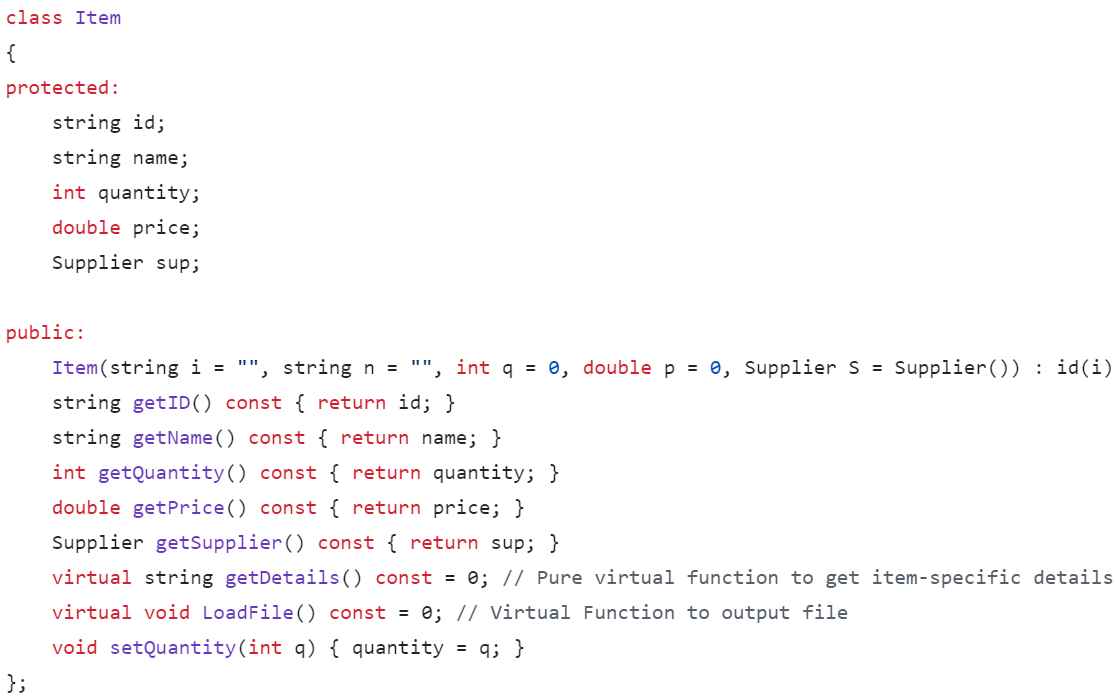 class Item
{
protected:
    string id;
    string name;
    int quantity;
    double price;
    Supplier sup;

public:
    Item(string i = "", string n = "", int q = 0, double p = 0, Supplier S = Supplier()) : id(i)
    string getID() const { return id; }
    string getName() const { return name; }
    int getQuantity() const { return quantity; }
    double getPrice() const { return price; }
    Supplier getSupplier() const { return sup; }
    virtual string getDetails() const = 0; // Pure virtual function to get item-specific details
    virtual void LoadFile() const = 0; // Virtual Function to output file
    void setQuantity(int q) { quantity = q; }
};